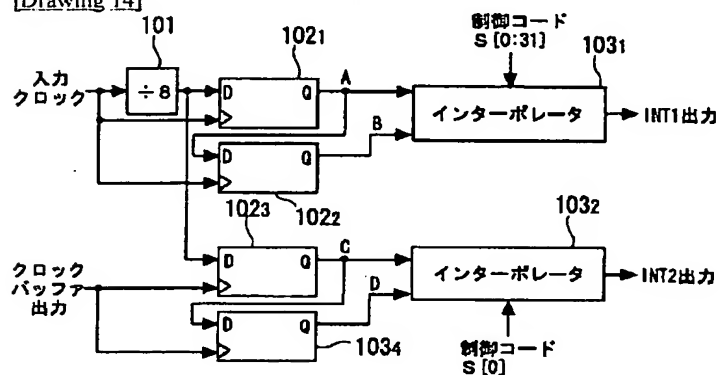 [Drawing 14]
101
1021
A
制御コード
S [0:31]
1031
入力
クロック
÷8
D Q
インターポレータ
INT1出力
B
D Q
1022
1023
C
1032
クロック
バッファ
出力
D Q
インターポレータ
INT2出力
D
D Q
1034
制御コード
S [0]